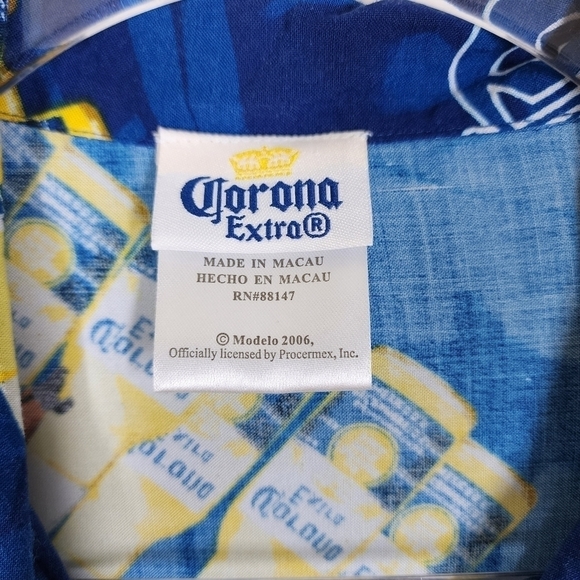 Corona
Extra®
MADE IN MACAU
HECHO EN MACAU
RN#88147
© Modelo 2006,
Officially licensed by Procermex, Inc.